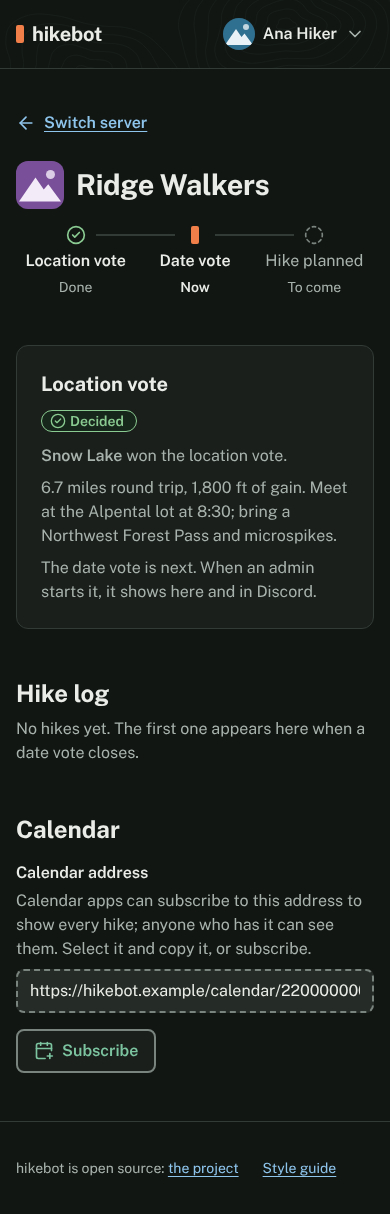 hikebot
Ana Hiker
Switch server
Ridge Walkers
Location vote
Date vote
Hike planned
Done
Now
To come
Location vote
Decided
Snow Lake won the location vote.
6.7 miles round trip, 1,800 ft of gain. Meet
at the Alpental lot at 8:30; bring a
Northwest Forest Pass and microspikes.
The date vote is next. When an admin
starts it, it shows here and in Discord.
Hike log
No hikes yet. The first one appears here when a
date vote closes.
Calendar
Calendar address
Calendar apps can subscribe to this address to
show every hike; anyone who has it can see
them. Select it and copy it, or subscribe.
https://hikebot.example/calendar/220000000
Subscribe
hikebot is open source: the project
Style guide